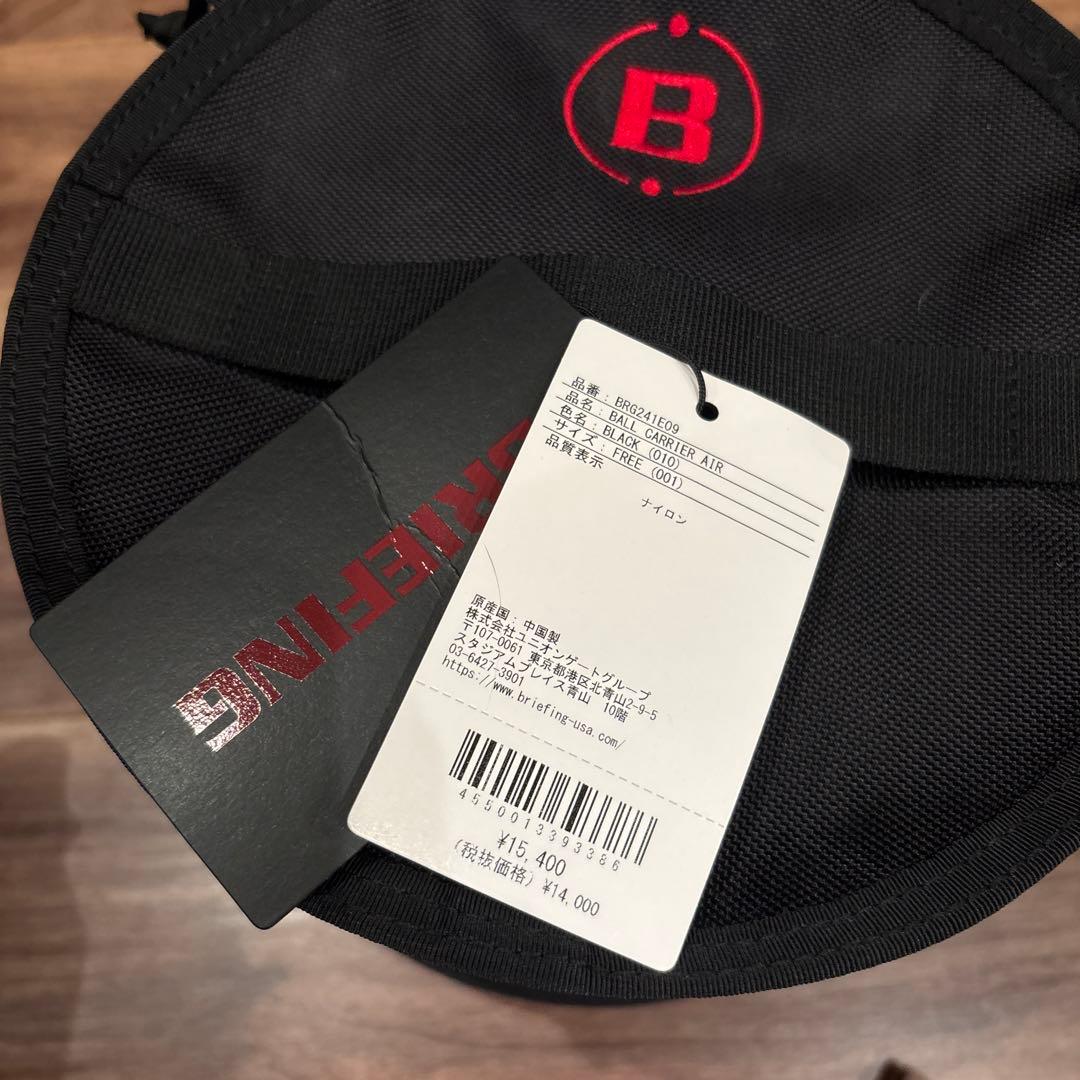 B
BRIEFING
品番: BRG241E09
品名: BALL CARRIER AIR
色名: BLACK (010)
サイズ: FREE (001)
品質表示
ナイロン
原産国: 中国製
株式会社ユニオンゲートグループ
〒107-0061 東京都港区北青山2-9-5
スタジアムプレイス青山 10階
03-6427-3901
https://www.briefing-usa.com/
4550013393386
¥15,400
(税抜価格) ¥14,000